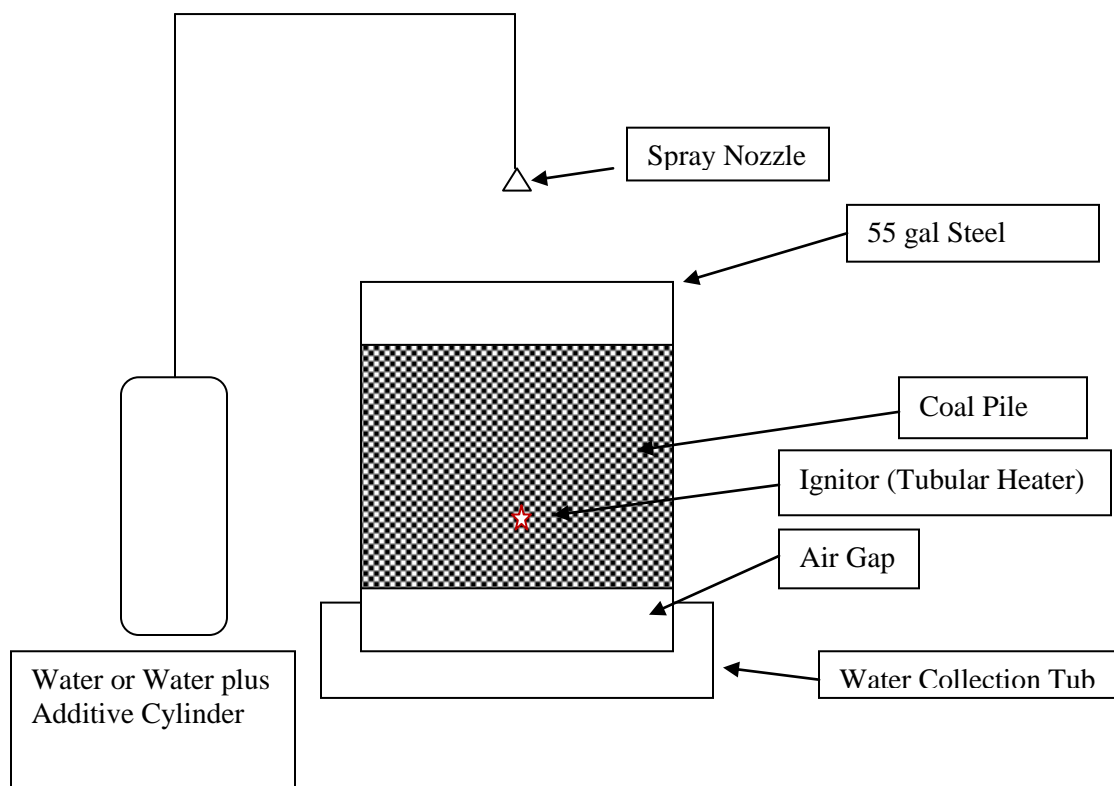 Spray Nozzle
55 gal Steel
Coal Pile
Ignitor (Tubular Heater)
Air Gap
Water Collection Tub
Water or Water plus
Additive Cylinder